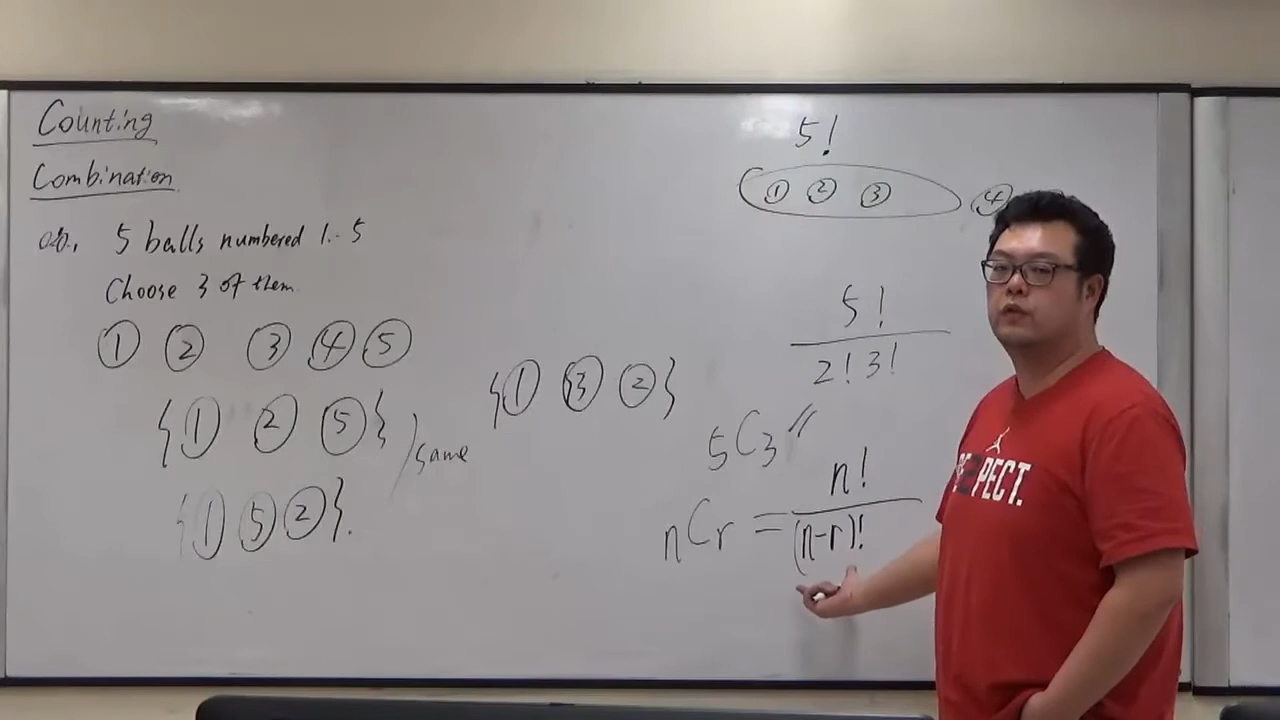 Counting
Combination
5 balls numbered 1..5
Choose 3 of them.
① ② ③ ④ ⑤
{① ② ⑤}
same
{① ⑤ ②}.
{① ③ ②}
5!
① ② ③ ④
5!
2! 3!
5C3
nCr = n!
(n-r)!
PECT.